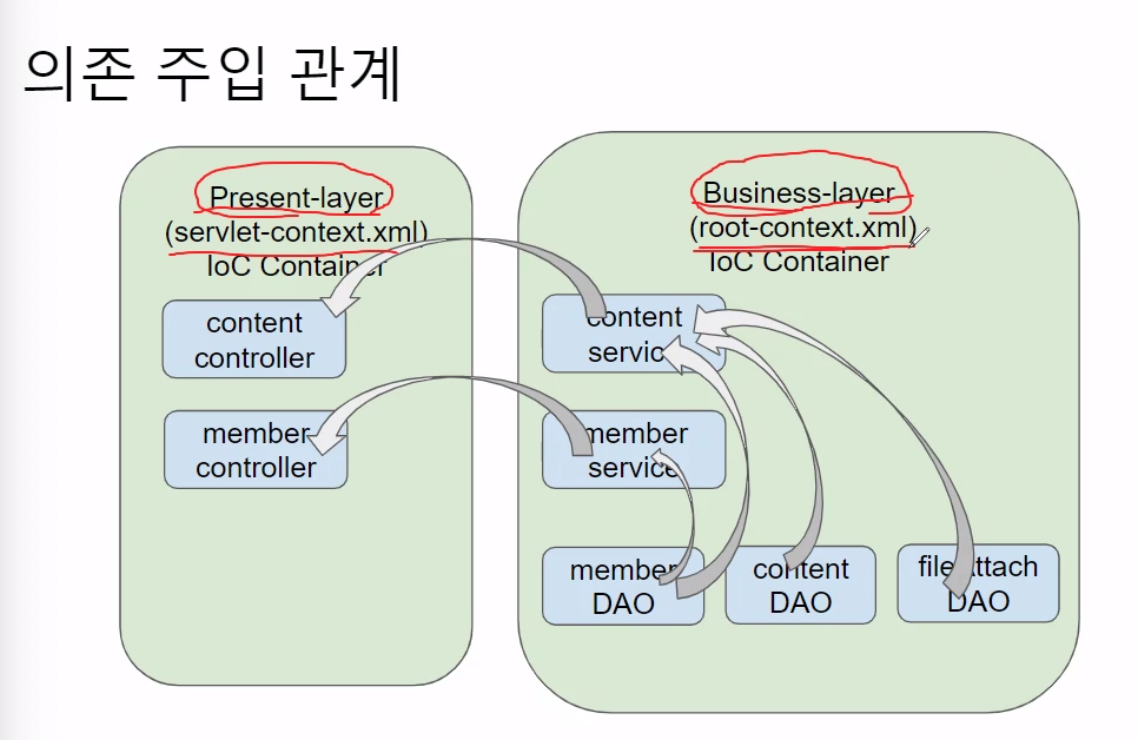 의존 주입 관계
Present-layer
(servlet-context.xml)
IoC Container
content
controller
member
controller
Business-layer
(root-context.xml)
IoC Container
content
service
member
service
member
DAO
content
DAO
fileAttach
DAO